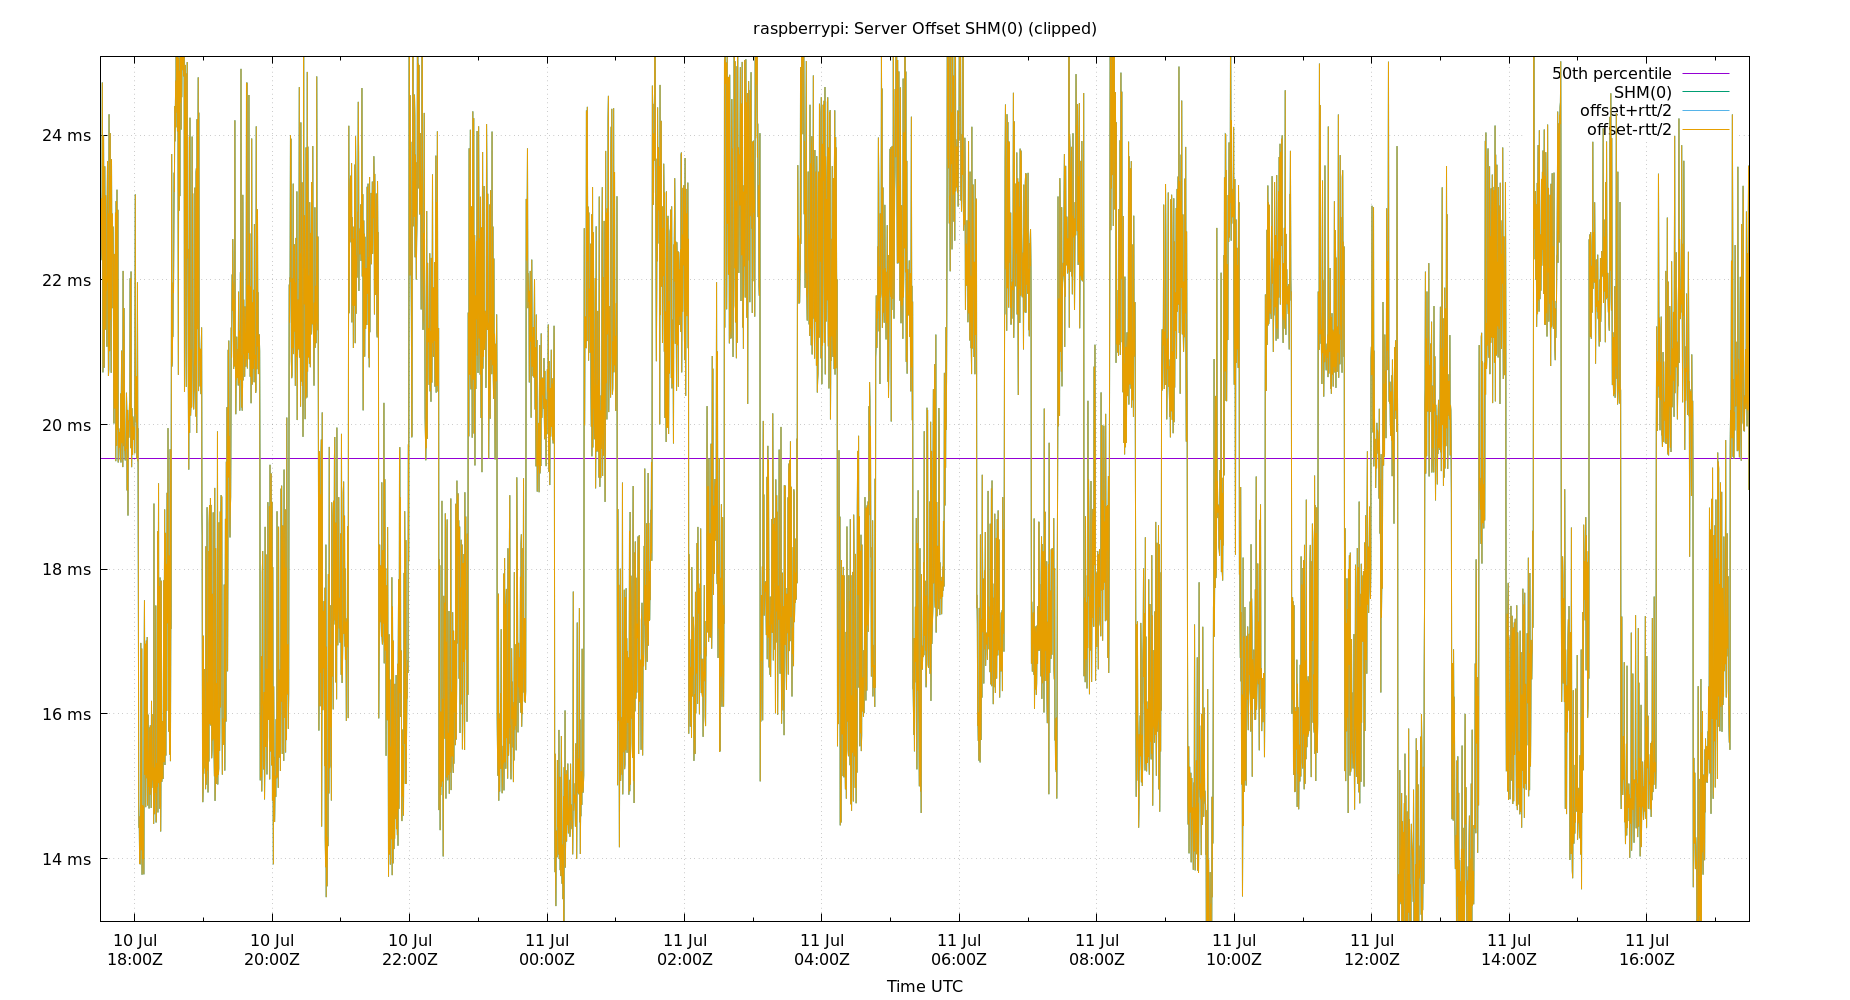 raspberrypi: Server Offset SHM(0) (clipped)
50th percentile
SHM(0)
offset+rtt/2
offset-rtt/2
24 ms
22 ms
20 ms
18 ms
16 ms
14 ms
10 Jul 10 Jul 10 Jul 11 Jul 11 Jul 11 Jul 11 Jul 11 Jul 11 Jul 11 Jul 11 Jul 11 Jul
18:00Z 20:00Z 22:00Z 00:00Z 02:00Z 04:00Z 06:00Z 08:00Z 10:00Z 12:00Z 14:00Z 16:00Z
Time UTC